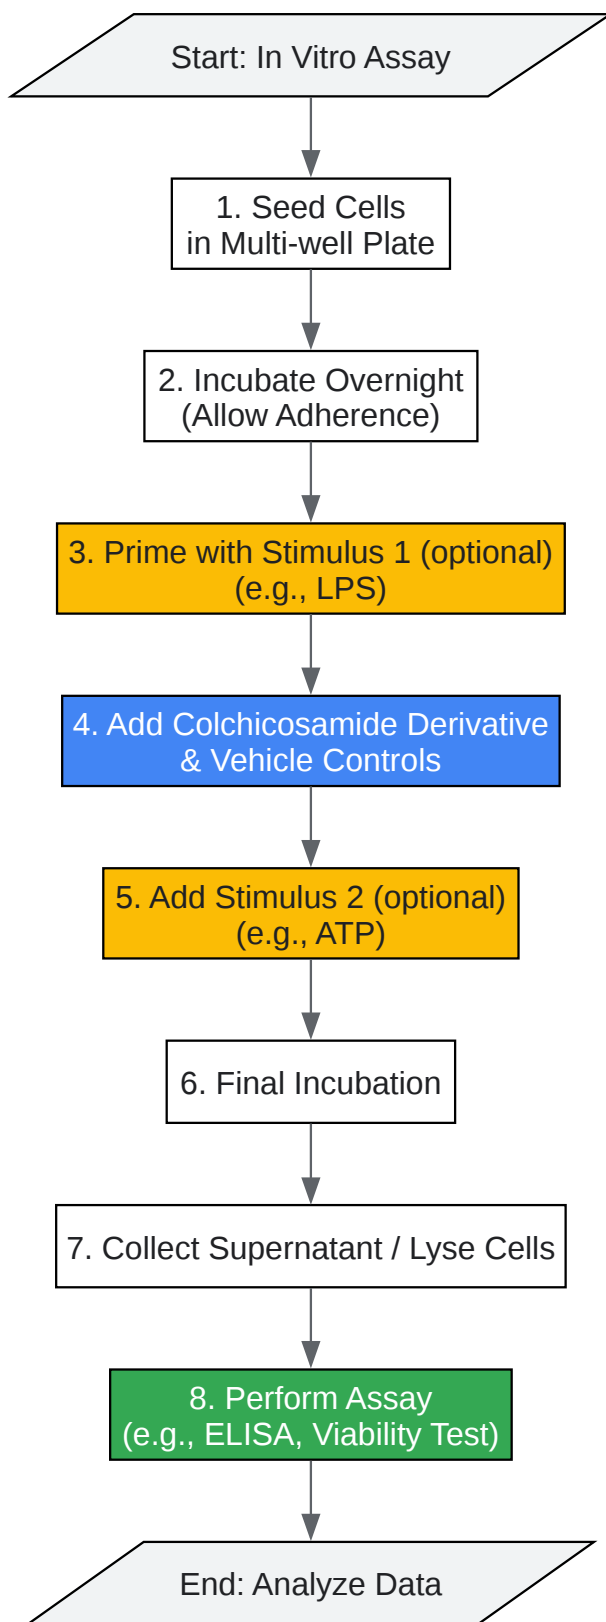 Start: In Vitro Assay
1. Seed Cells
in Multi-well Plate
2. Incubate Overnight
(Allow Adherence)
3. Prime with Stimulus 1 (optional)
(e.g., LPS)
4. Add Colchicosamide Derivative
& Vehicle Controls
5. Add Stimulus 2 (optional)
(e.g., ATP)
6. Final Incubation
7. Collect Supernatant / Lyse Cells
8. Perform Assay
(e.g., ELISA, Viability Test)
End: Analyze Data